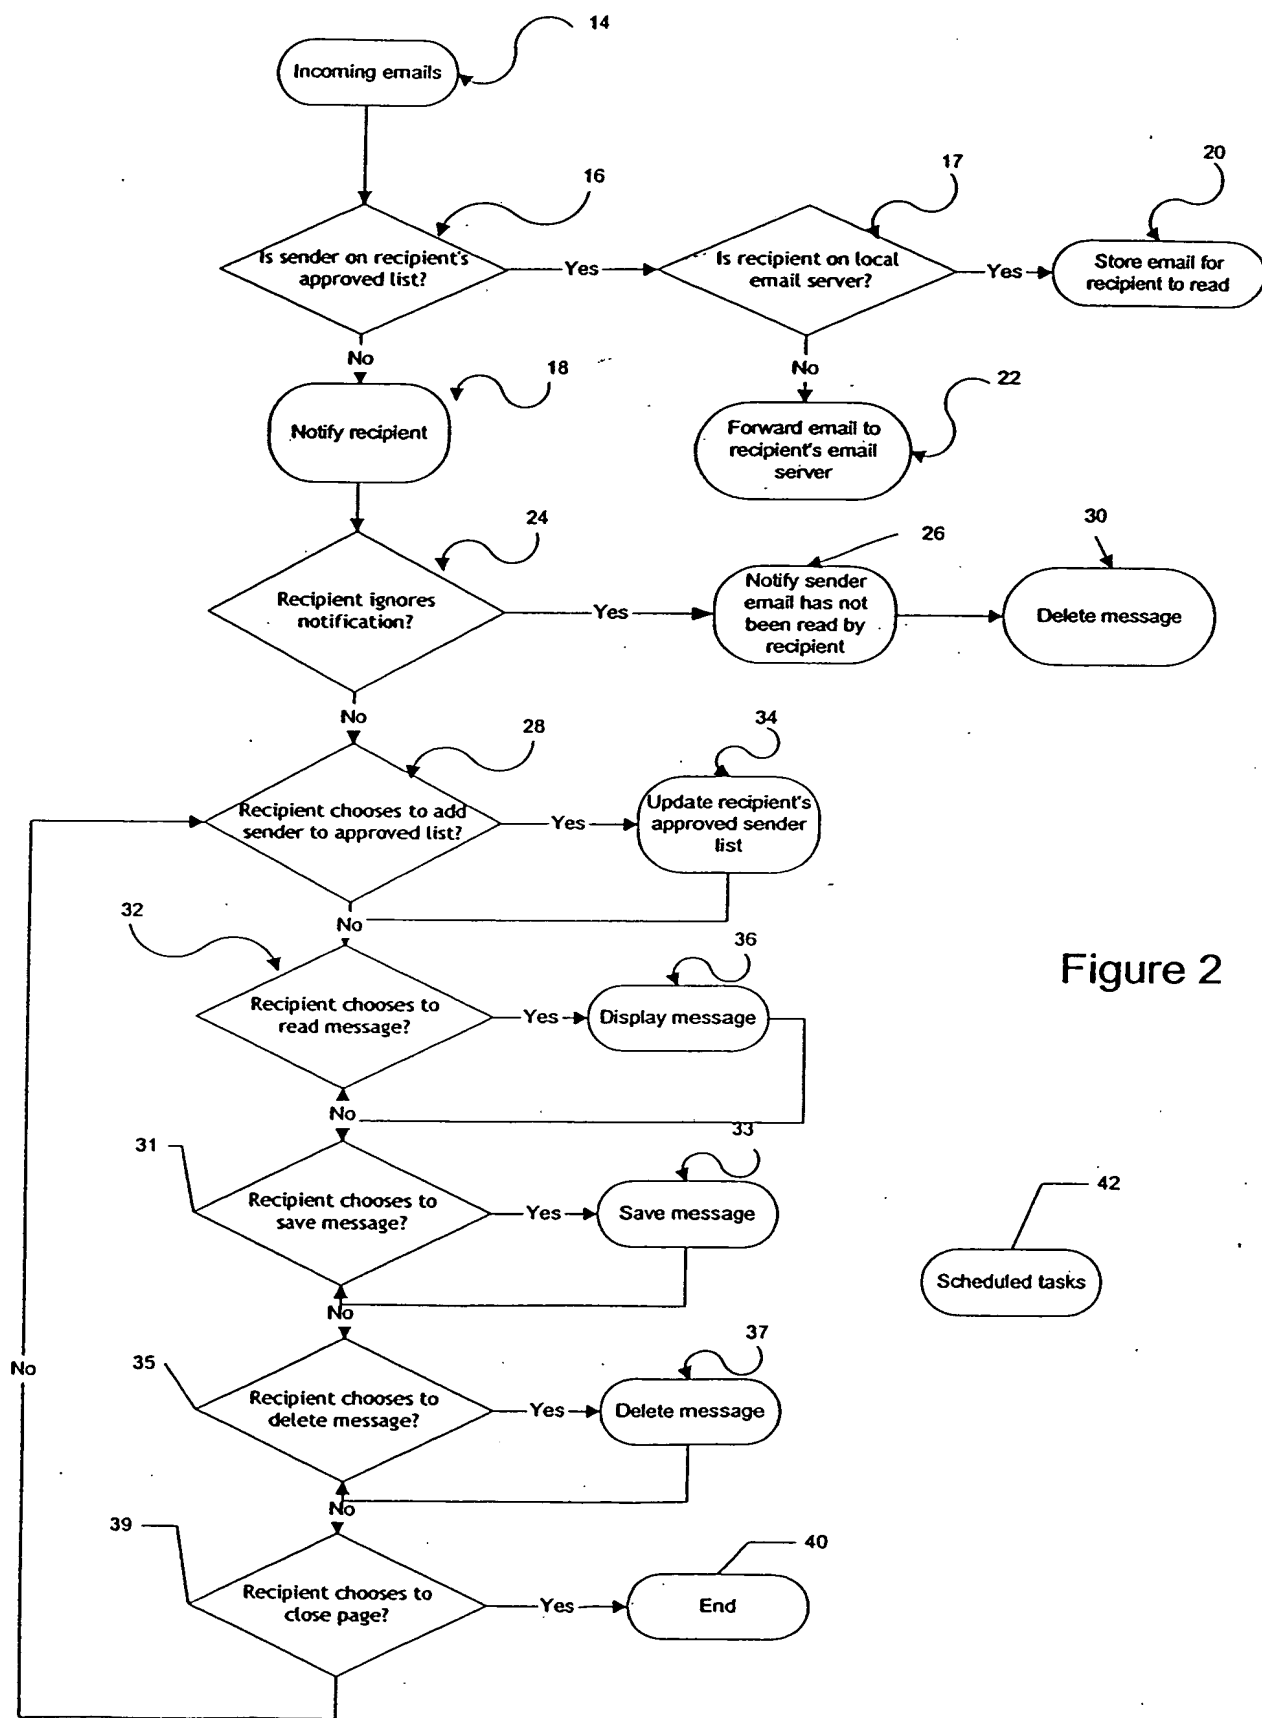 14
Incoming emails
16
17
20
Is sender on recipient's
approved list?
Yes
Is recipient on local
email server?
Yes
Store email for
recipient to read
No
No
18
22
Notify recipient
Forward email to
recipient's email
server
24
26
30
Recipient ignores
notification?
Yes
Notify sender
email has not
been read by
recipient
Delete message
No
28
34
Recipient chooses to add
sender to approved list?
Yes
Update recipient's
approved sender
list
32
No
36
Figure 2
Recipient chooses to
read message?
Yes
Display message
No
31
33
Recipient chooses to
save message?
Yes
Save message
42
Scheduled tasks
No
No
35
37
Recipient chooses to
delete message?
Yes
Delete message
No
39
40
Recipient chooses to
close page?
Yes
End